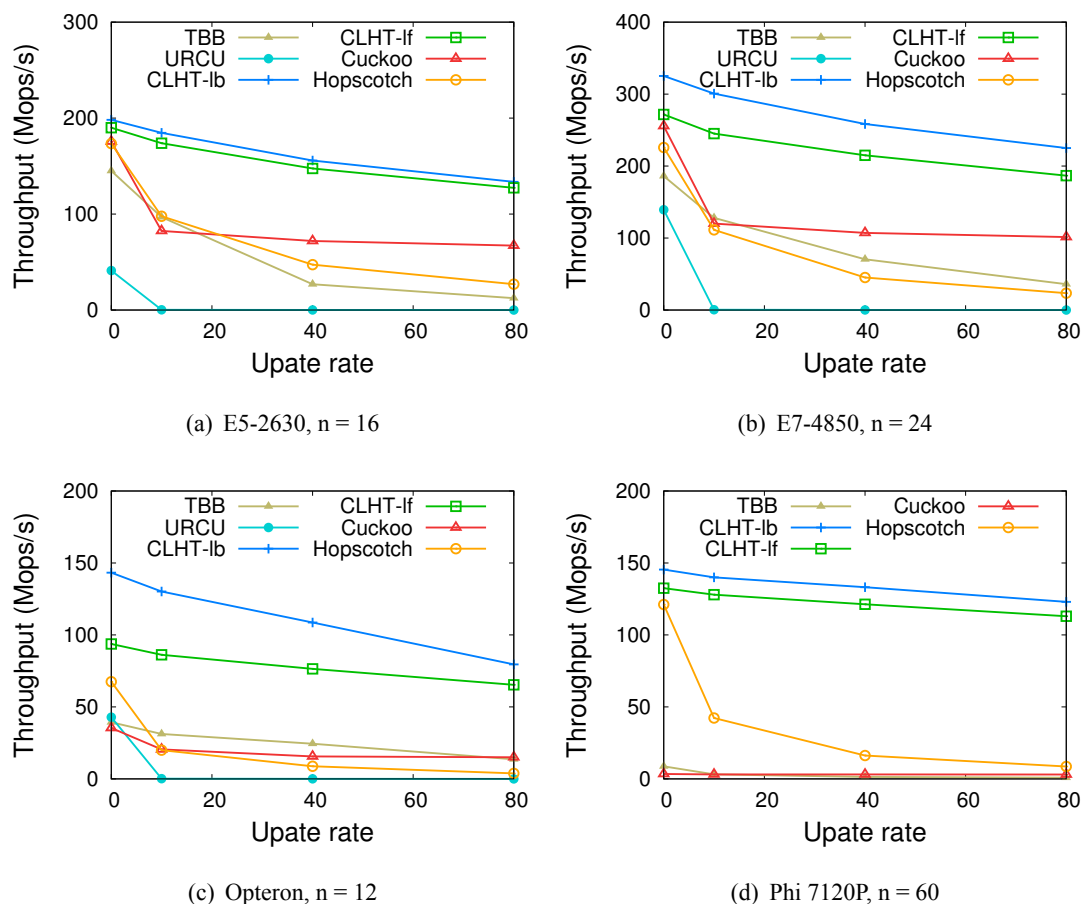 300
200
100
0
Throughput (Mops/s)
TBB
URCU
CLHT-lb
CLHT-lf
Cuckoo
Hopscotch
0 20 40 60 80
Upate rate
(a) E5-2630, n = 16
400
300
200
100
0
Throughput (Mops/s)
TBB
URCU
CLHT-lb
CLHT-lf
Cuckoo
Hopscotch
0 20 40 60 80
Upate rate
(b) E7-4850, n = 24
200
150
100
50
0
Throughput (Mops/s)
TBB
URCU
CLHT-lb
CLHT-lf
Cuckoo
Hopscotch
0 20 40 60 80
Upate rate
(c) Opteron, n = 12
200
150
100
50
0
Throughput (Mops/s)
TBB
CLHT-lb
CLHT-lf
Cuckoo
Hopscotch
0 20 40 60 80
Upate rate
(d) Phi 7120P, n = 60